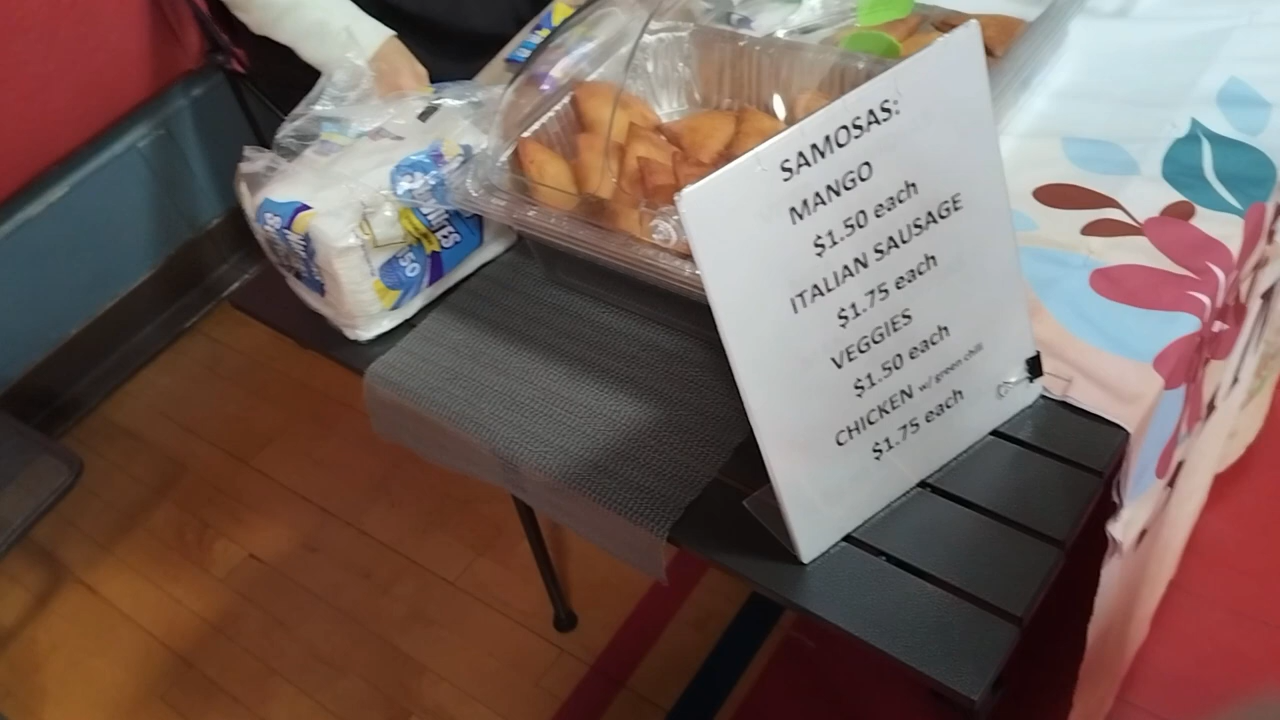 SAMOSAS:
MANGO
$1.50 each
ITALIAN SAUSAGE
$1.75 each
VEGGIES
$1.50 each
CHICKEN w/ green chili
$1.75 each